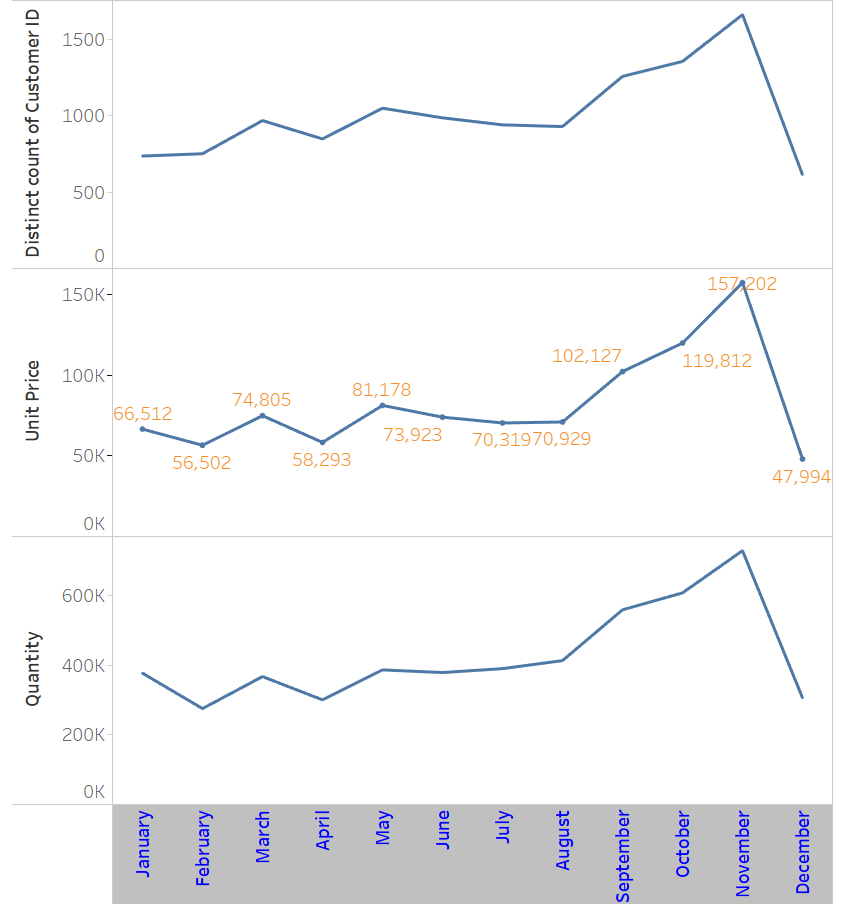 Distinct count of Customer ID
1500
1000
500
0
Unit Price
150K
100K
50K
0K
66,512
56,502
74,805
58,293
81,178
73,923
70,319
70,929
102,127
119,812
157,202
47,994
Quantity
600K
400K
200K
0K
January
February
March
April
May
June
July
August
September
October
November
December